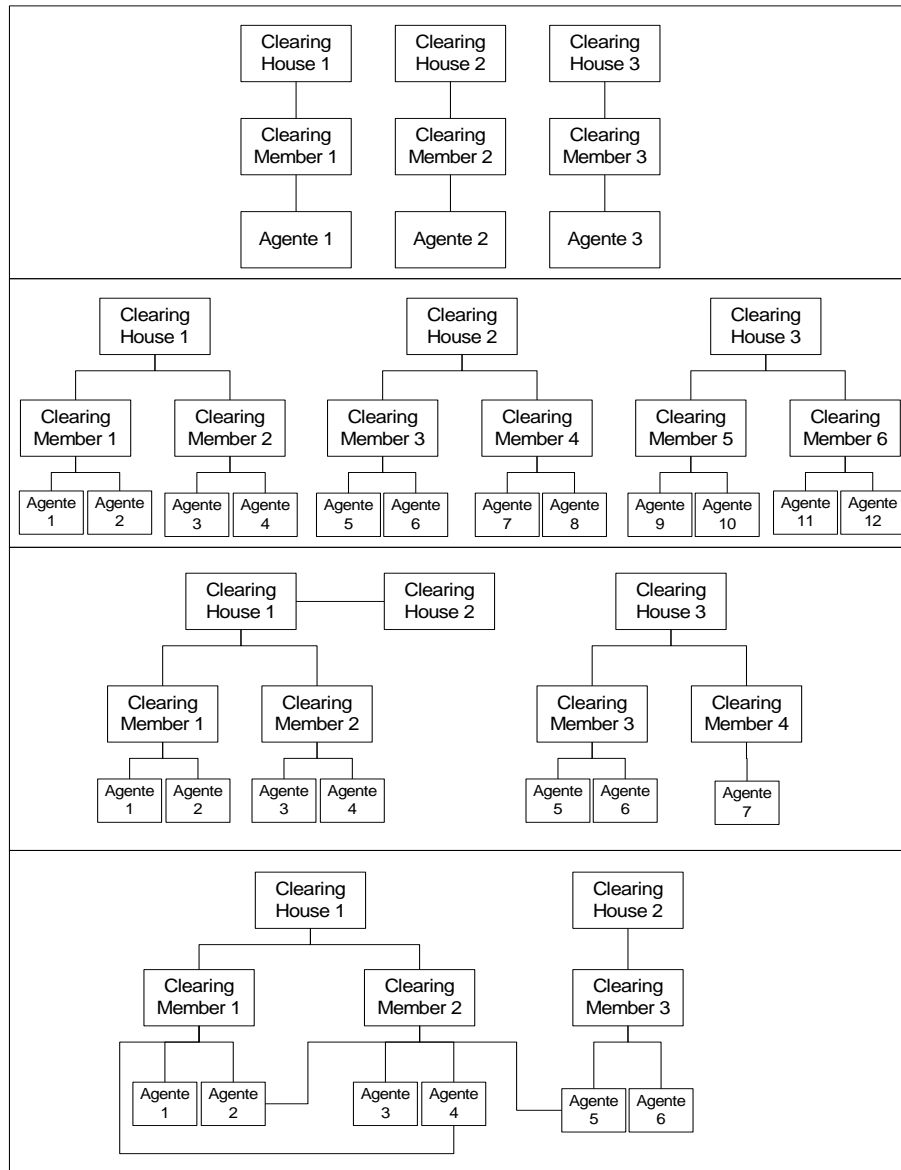 Clearing
House 1
Clearing
House 2
Clearing
House 3
Clearing
Member 1
Clearing
Member 2
Clearing
Member 3
Agente 1
Agente 2
Agente 3
Clearing
House 1
Clearing
House 2
Clearing
House 3
Clearing
Member 1
Clearing
Member 2
Clearing
Member 3
Clearing
Member 4
Clearing
Member 5
Clearing
Member 6
Agente
1
Agente
2
Agente
3
Agente
4
Agente
5
Agente
6
Agente
7
Agente
8
Agente
9
Agente
10
Agente
11
Agente
12
Clearing
House 1
Clearing
House 2
Clearing
House 3
Clearing
Member 1
Clearing
Member 2
Clearing
Member 3
Clearing
Member 4
Agente
1
Agente
2
Agente
3
Agente
4
Agente
5
Agente
6
Agente
7
Clearing
House 1
Clearing
House 2
Clearing
Member 1
Clearing
Member 2
Clearing
Member 3
Agente
1
Agente
2
Agente
3
Agente
4
Agente
5
Agente
6